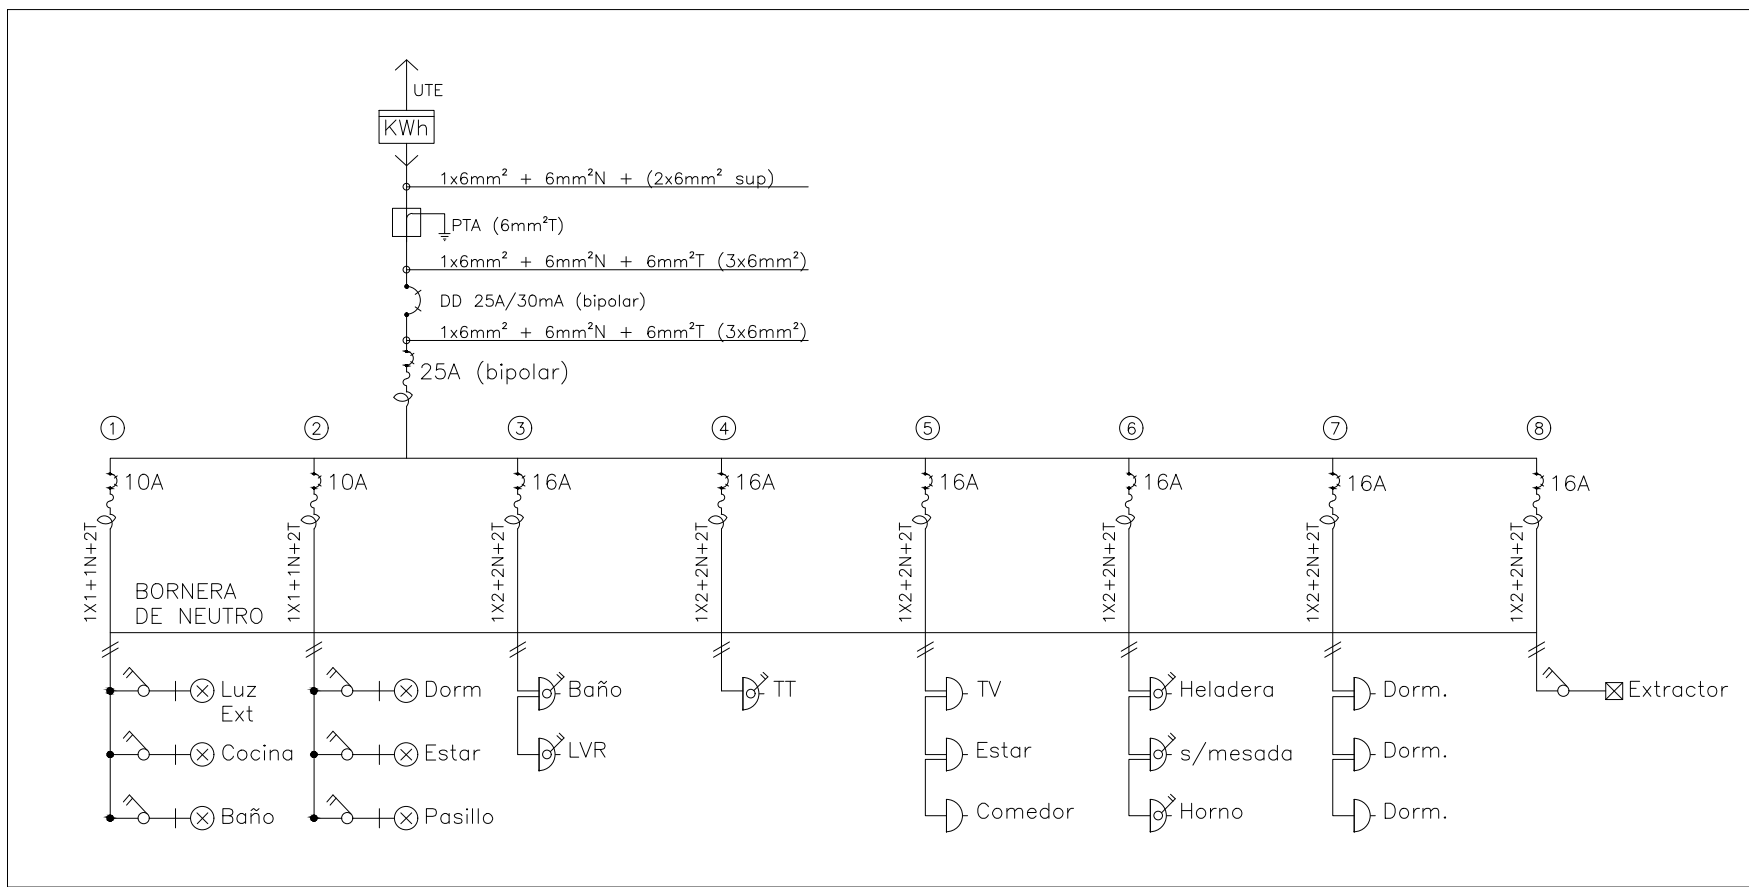 UTE
KWh
1x6mm² + 6mm²N + (2x6mm² sup)
PTA (6mm²T)
1x6mm² + 6mm²N + 6mm²T (3x6mm²)
DD 25A/30mA (bipolar)
1x6mm² + 6mm²N + 6mm²T (3x6mm²)
25A (bipolar)
1 2 3 4 5 6 7 8
10A 10A 16A 16A 16A 16A 16A 16A
1X1+1N+2T
1X1+1N+2T
1X2+2N+2T
1X2+2N+2T
1X2+2N+2T
1X2+2N+2T
1X2+2N+2T
1X2+2N+2T
BORNERA
DE NEUTRO
Luz
Ext
Cocina
Baño
Dorm
Estar
Pasillo
Baño
LVR
TT
TV
Estar
Comedor
Heladera
s/mesada
Horno
Dorm.
Dorm.
Dorm.
Extractor